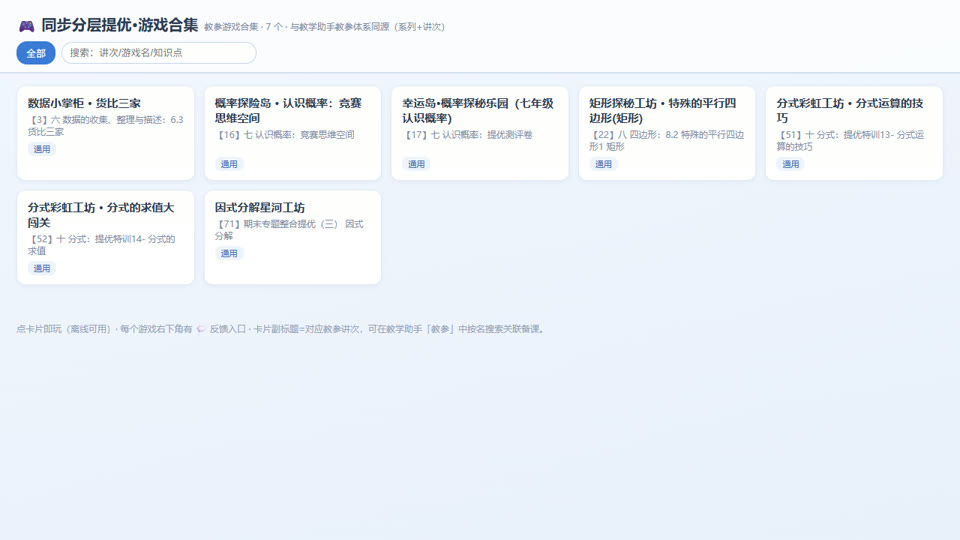 同步分层提优•游戏合集 教参游戏合集 · 7 个 · 与教学助手教参体系同源（系列+讲次）
全部 搜索：讲次/游戏名/知识点
数据小掌柜・货比三家
【3】六 数据的收集、整理与描述：6.3
货比三家
通用
概率探险岛・认识概率：竞赛
思维空间
【16】七 认识概率：竞赛思维空间
通用
幸运岛•概率探秘乐园（七年级
认识概率）
【17】七 认识概率：提优测评卷
通用
矩形探秘工坊・特殊的平行四
边形(矩形)
【22】八 四边形：8.2 特殊的平行四边
形1 矩形
通用
分式彩虹工坊・分式运算的技
巧
【51】十 分式：提优特训13- 分式运
算的技巧
通用
分式彩虹工坊・分式的求值大
闯关
【52】十 分式：提优特训14- 分式的
求值
通用
因式分解星河工坊
【71】期末专题整合提优（三） 因式
分解
通用
点卡片即玩（离线可用）· 每个游戏右下角有 反馈入口 · 卡片副标题=对应教参讲次，可在教学助手「教参」中按名搜索关联备课。